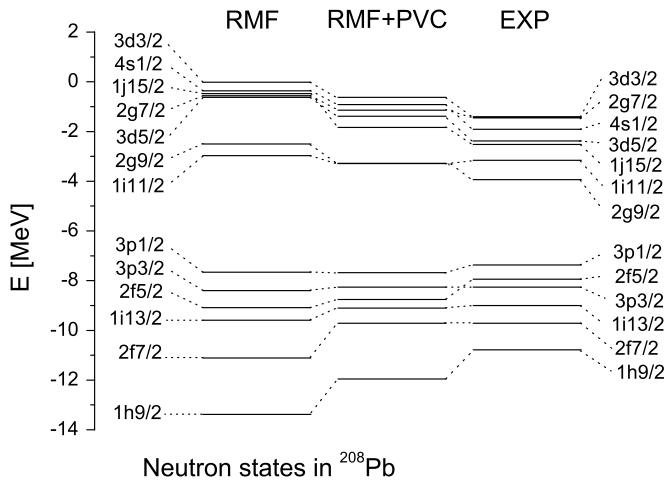 RMF RMF+PVC EXP
2
0
-2
-4
-6
-8
-10
-12
-14
E [MeV]
3d3/2
4s1/2
1j15/2
2g7/2
3d5/2
2g9/2
1i11/2
3p1/2
3p3/2
2f5/2
1i13/2
2f7/2
1h9/2
3d3/2
2g7/2
4s1/2
3d5/2
1j15/2
1i11/2
2g9/2
3p1/2
2f5/2
3p3/2
1i13/2
2f7/2
1h9/2
Neutron states in ²⁰⁸Pb